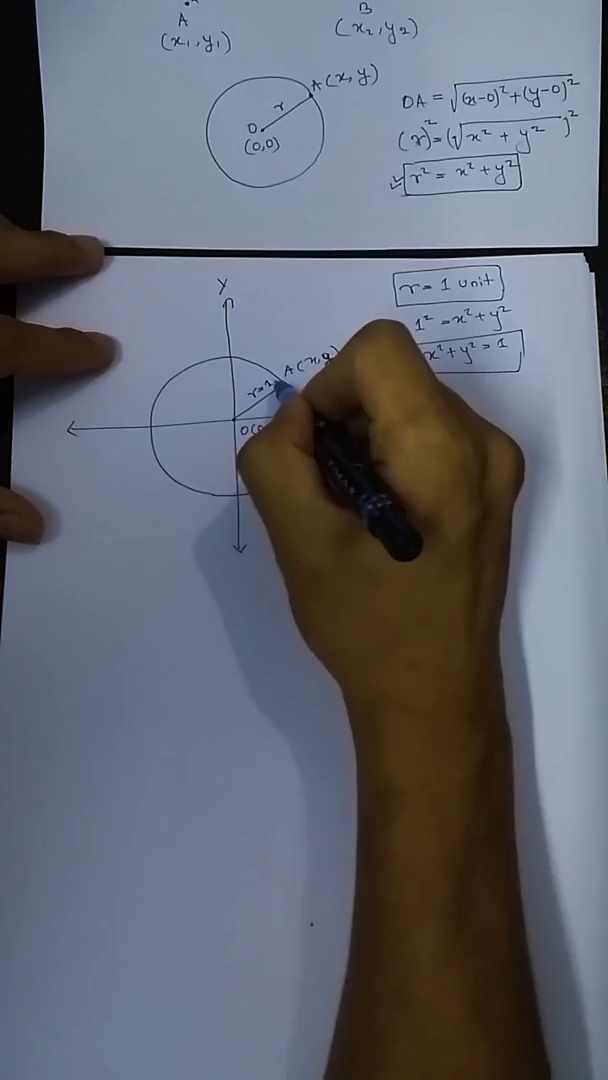 A
(x₁, y₁)
B
(x₂, y₂)
A (x, y)
r
O
(0,0)
OA = √(x-0)² + (y-0)²
(r)² = (√x² + y²)²
r² = x² + y²
Y
r = 1 unit
1² = x² + y²
x² + y² = 1
A (x, y)
r=1
O(0